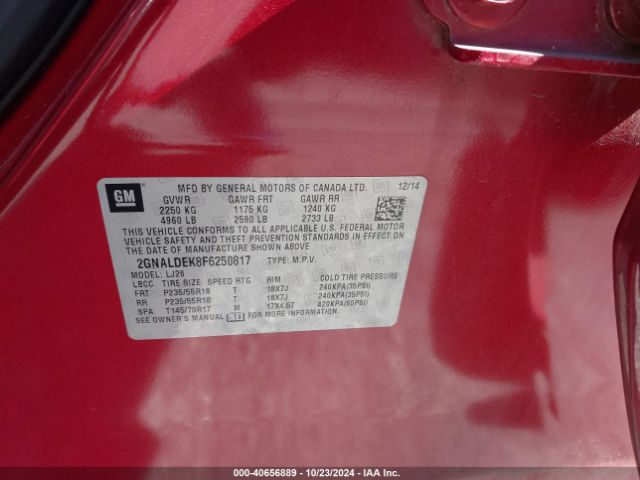 GM MFD BY GENERAL MOTORS OF CANADA LTD. 12/14
GVWR GAWR FRT GAWR RR
2250 KG 1175 KG 1240 KG
4960 LB 2590 LB 2733 LB
THIS VEHICLE CONFORMS TO ALL APPLICABLE U.S. FEDERAL MOTOR
VEHICLE SAFETY, BUMPER, AND THEFT PREVENTION STANDARDS IN
EFFECT ON THE DATE OF MANUFACTURE SHOWN ABOVE.
2GNALDEK8F6250817 TYPE: M.P.V.
MODEL: LJ26
LBCC TIRE SIZE SPEED RTG RIM COLD TIRE PRESSURE
FRT P235/55R18 T 18X7J 240KPA(35PSI)
RR P235/55R18 T 18X7J 240KPA(35PSI)
SPA T145/70R17 M 17X4.5T 420KPA(60PSI)
SEE OWNER'S MANUAL FOR MORE INFORMATION.
000-40656889 - 10/23/2024 - IAA Inc.